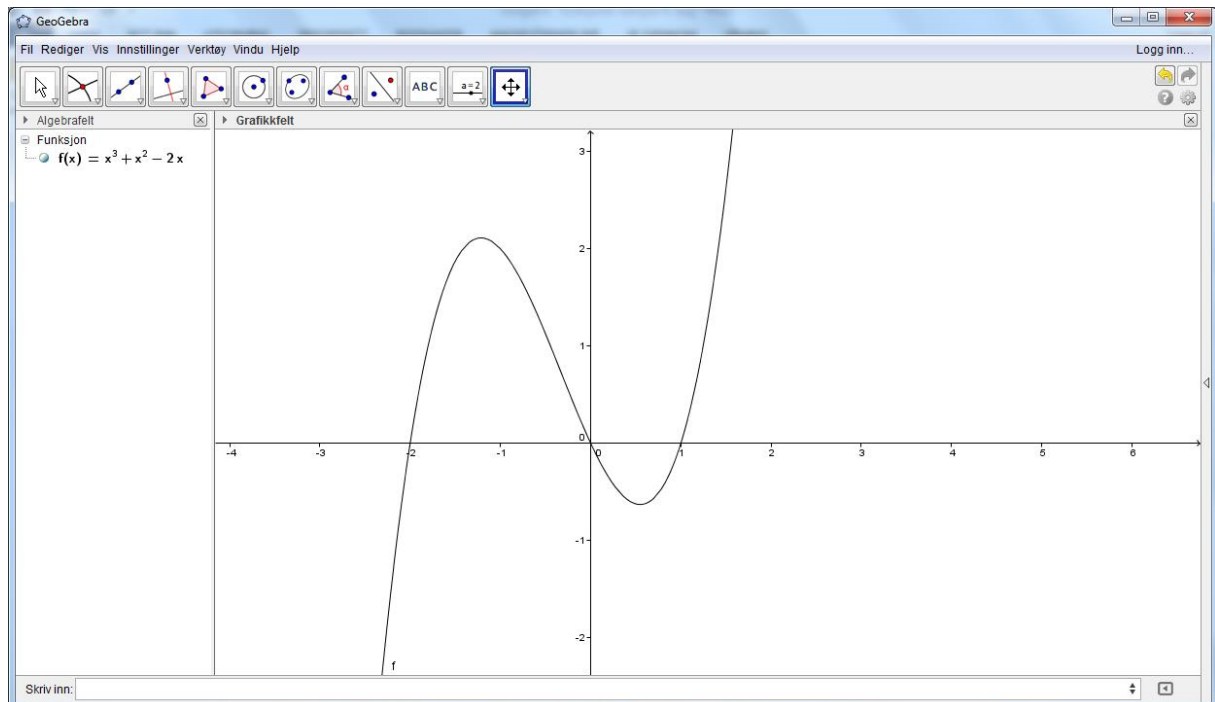 GeoGebra
Fil Rediger Vis Innstillinger Verktøy Vindu Hjelp
Logg inn...
ABC
a=2
α
Algebrafelt
Grafikkfelt
Funksjon
f(x) = x³ + x² − 2 x
3
2
1
0
-4 -3 -2 -1 0 1 2 3 4 5 6
-1
-2
f
Skriv inn: